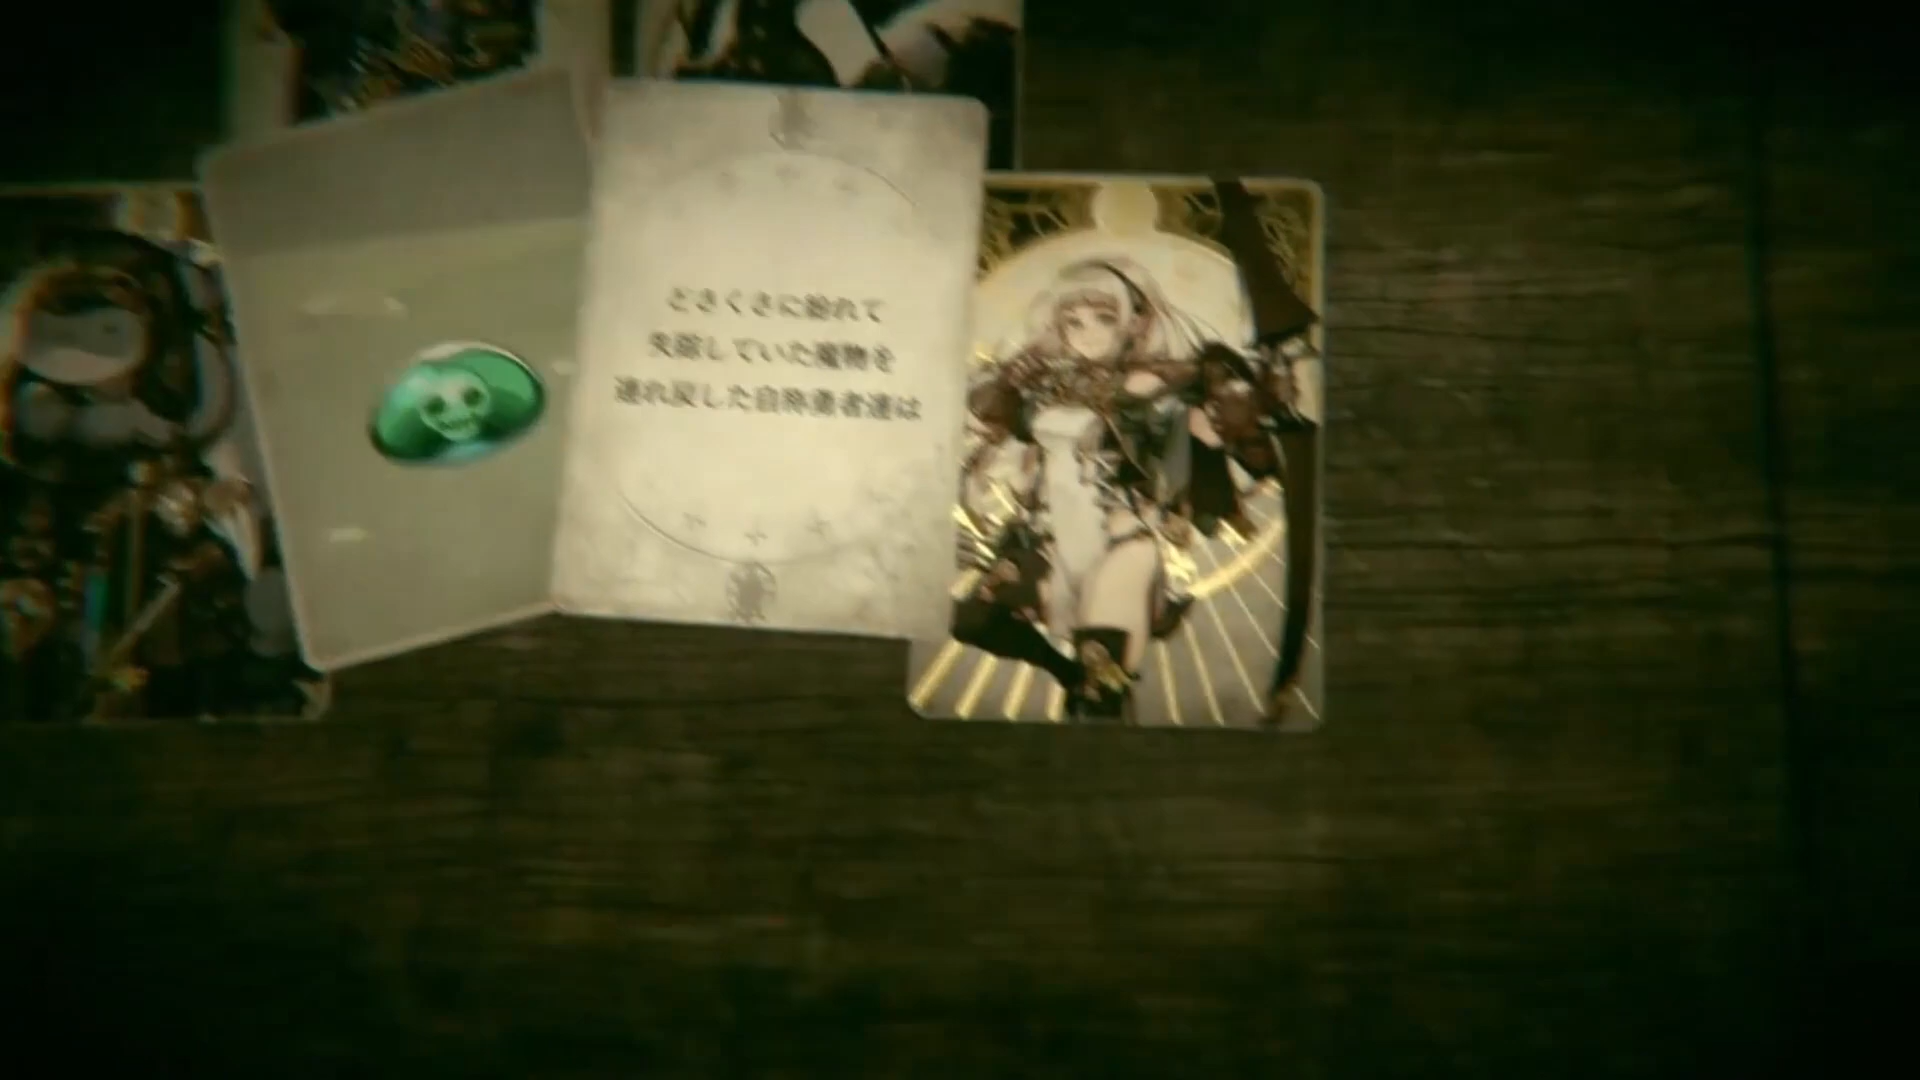 どさくさに紛れて
失踪していた魔物を
連れ戻した自称勇者達は